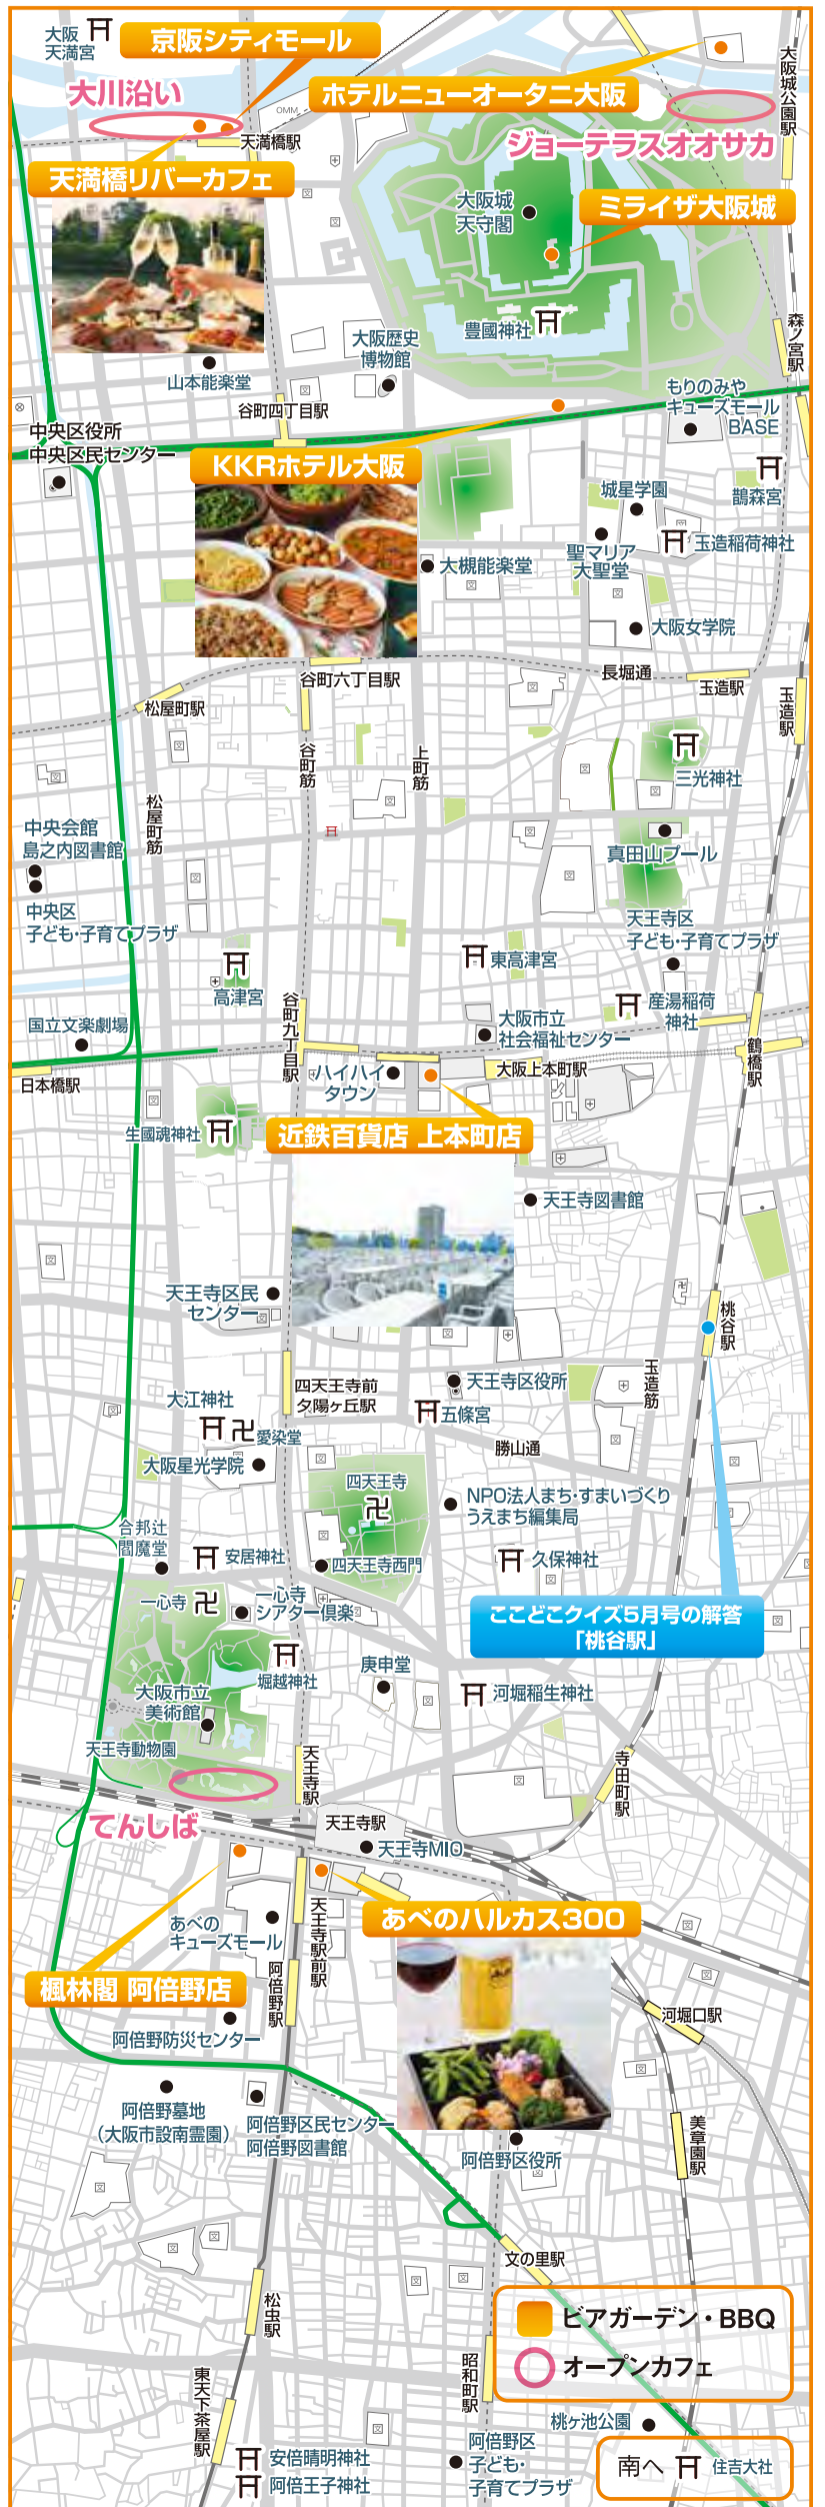 大阪
天満宮
京阪シティモール
大川沿い
OMM
ホテルニューオータニ大阪
大阪城公園駅
天満橋駅
ジョーテラスオオサカ
天満橋リバーカフェ
大阪城
天守閣
ミライザ大阪城
豊國神社
森ノ宮駅
大阪歴史
博物館
山本能楽堂
谷町四丁目駅
もりのみや
キューズモール
BASE
中央区役所
中央区民センター
KKRホテル大阪
鵲森宮
城星学園
玉造稲荷神社
聖マリア
大聖堂
大槻能楽堂
大阪女学院
谷町六丁目駅
長堀通
玉造駅
玉造駅
松屋町駅
谷町筋
上町筋
三光神社
松屋町筋
中央会館
島之内図書館
真田山プール
中央区
子ども・子育てプラザ
天王寺区
子ども・子育てプラザ
高津宮
東高津宮
谷町九丁目駅
産湯稲荷
神社
国立文楽劇場
大阪市立
社会福祉センター
鶴橋駅
日本橋駅
ハイハイ
タウン
大阪上本町駅
生國魂神社
近鉄百貨店 上本町店
天王寺図書館
天王寺区民
センター
桃谷駅
四天王寺前
夕陽ヶ丘駅
天王寺区役所
玉造筋
大江神社
愛染堂
五條宮
勝山通
大阪星光学院
四天王寺
NPO法人まち・すまいづくり
うえまち編集局
合邦辻
閻魔堂
安居神社
四天王寺西門
久保神社
一心寺
一心寺
シアター倶楽
ここどこクイズ5月号の解答
「桃谷駅」
堀越神社
庚申堂
大阪市立
美術館
河堀稲生神社
天王寺動物園
天王寺駅
寺田町駅
てんしば
天王寺駅
天王寺MIO
あべの
キューズモール
天王寺駅前駅
あべのハルカス300
楓林閣 阿倍野店
阿倍野駅
河堀口駅
阿倍野防災センター
阿倍野墓地
(大阪市設南霊園)
阿倍野区民センター
阿倍野図書館
美章園駅
阿倍野区役所
文の里駅
松虫駅
ビアガーデン・BBQ
オープンカフェ
昭和町駅
東天下茶屋駅
桃ヶ池公園
安倍晴明神社
阿倍王子神社
阿倍野区
子ども・
子育てプラザ
南へ
住吉大社